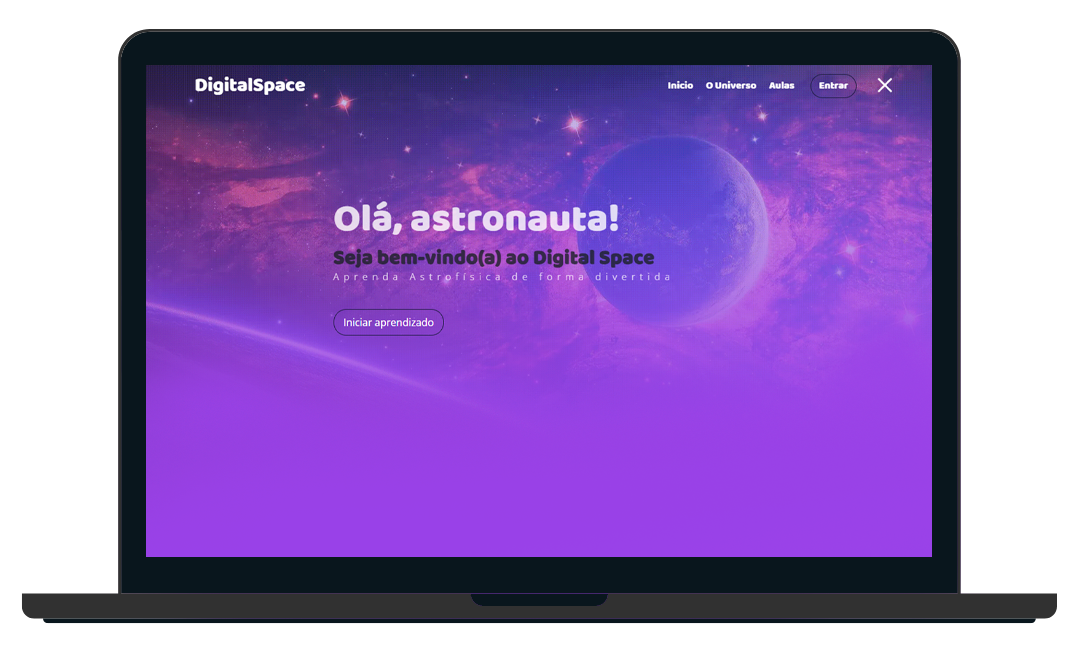 DigitalSpace
Inicio O Universo Aulas Entrar
Olá, astronauta!
Seja bem-vindo(a) ao Digital Space
Aprenda Astrofísica de forma divertida
Iniciar aprendizado